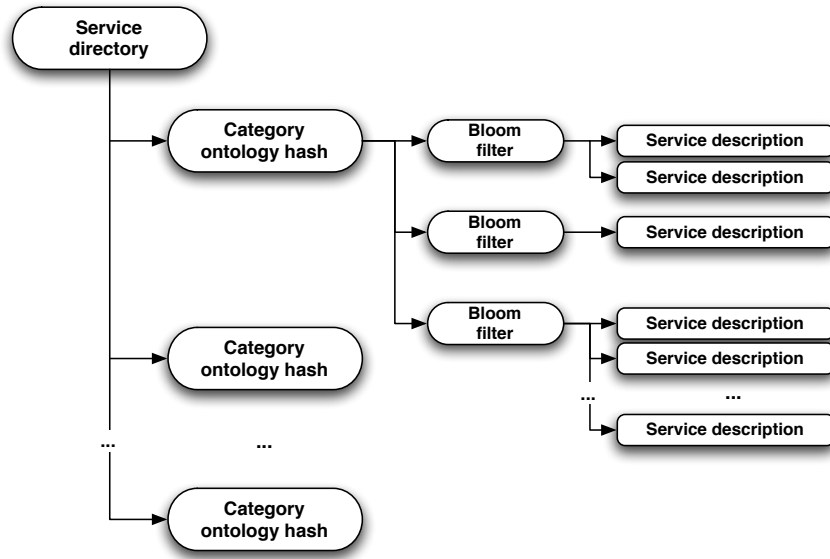 Service
directory
Category
ontology hash
Bloom
filter
Service description
Service description
Bloom
filter
Service description
Bloom
filter
Service description
Category
ontology hash
Service description
...
...
...
...
Service description
Category
ontology hash